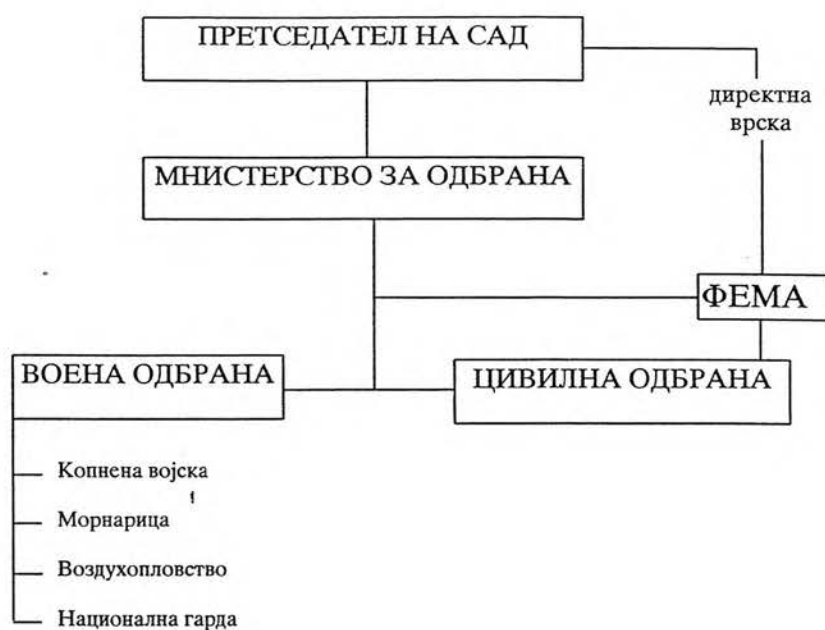 ПРЕТСЕДАТЕЛ НА САД
директна
врска
МНИСТЕРСТВО ЗА ОДБРАНА
ФЕМА
ВОЕНА ОДБРАНА
ЦИВИЛНА ОДБРАНА
Копнена војска
Морнарица
Воздухопловство
Национална гарда